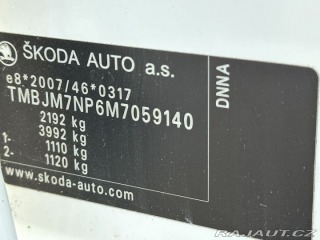 ŠKODA AUTO a.s.
e8*2007/46*0317
TMBJM7NP6M7059140
2192 kg
3992 kg
1- 1110 kg
2- 1120 kg
www.skoda-auto.com
DNNA
RAJAUT.CZ